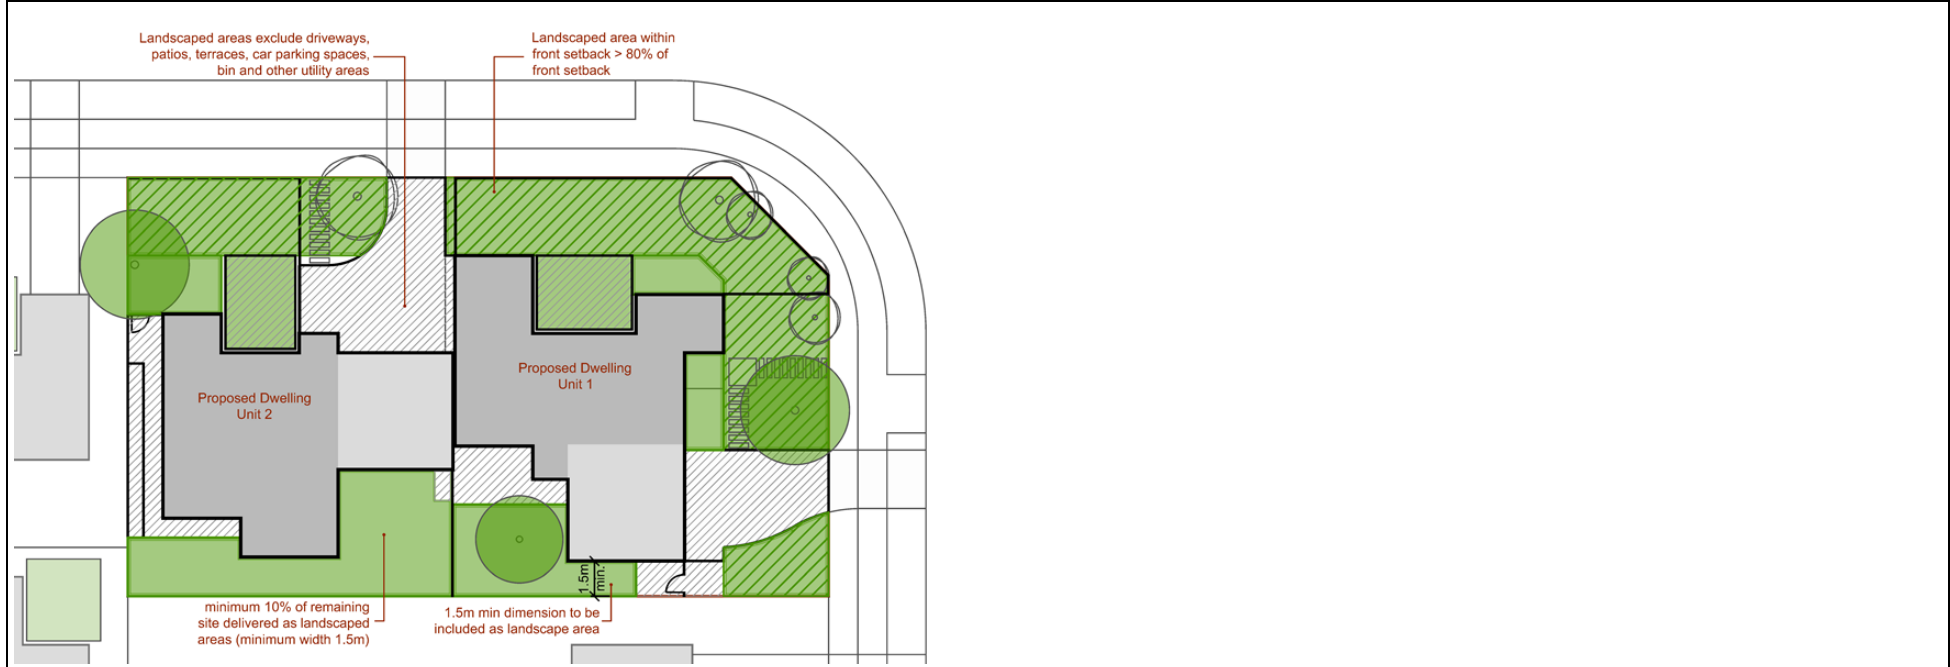 Landscaped areas exclude driveways,
patios, terraces, car parking spaces,
bin and other utility areas
Landscaped area within
front setback > 80% of
front setback
Proposed Dwelling
Unit 1
Proposed Dwelling
Unit 2
1.5m
min.
minimum 10% of remaining
site delivered as landscaped
areas (minimum width 1.5m)
1.5m min dimension to be
included as landscape area